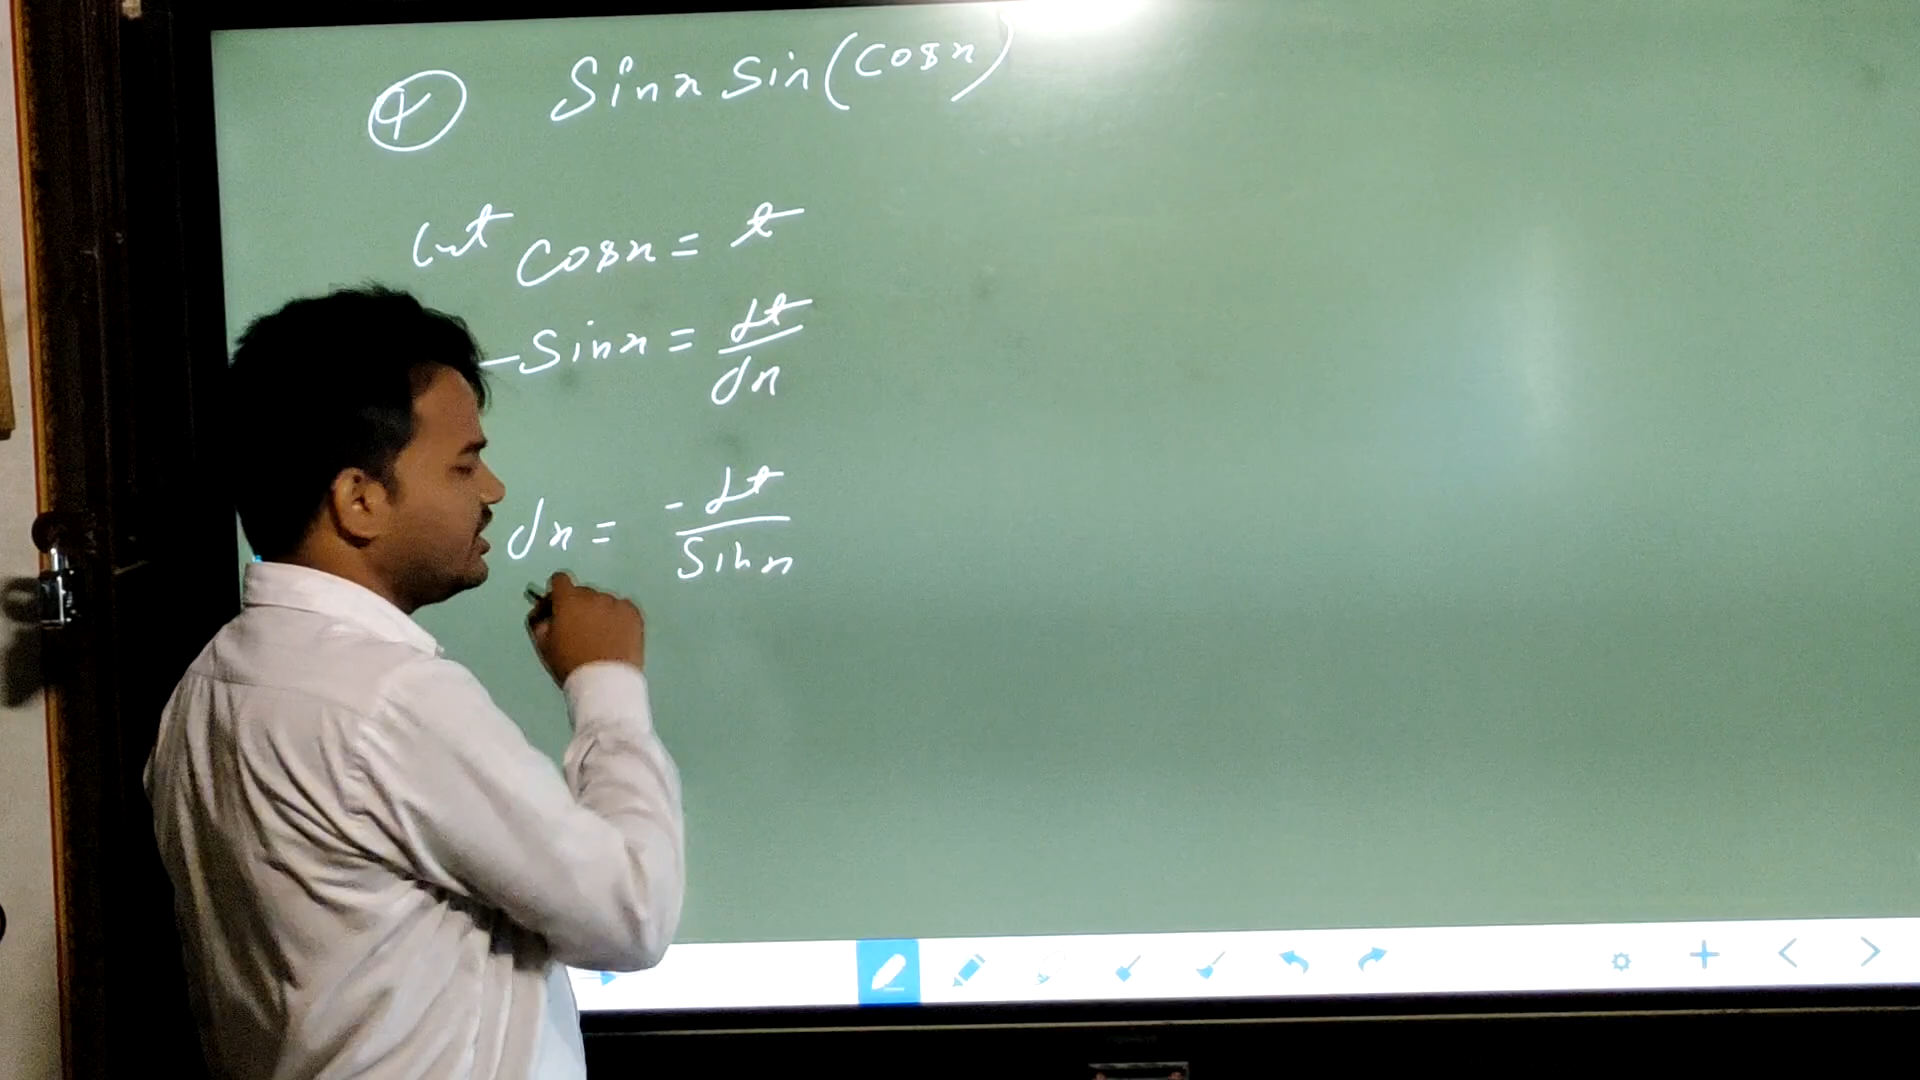 ④ Sinx Sin(cosx)
Let cosx = t
-Sinx = dt/dx
dx = -dt/Sinx